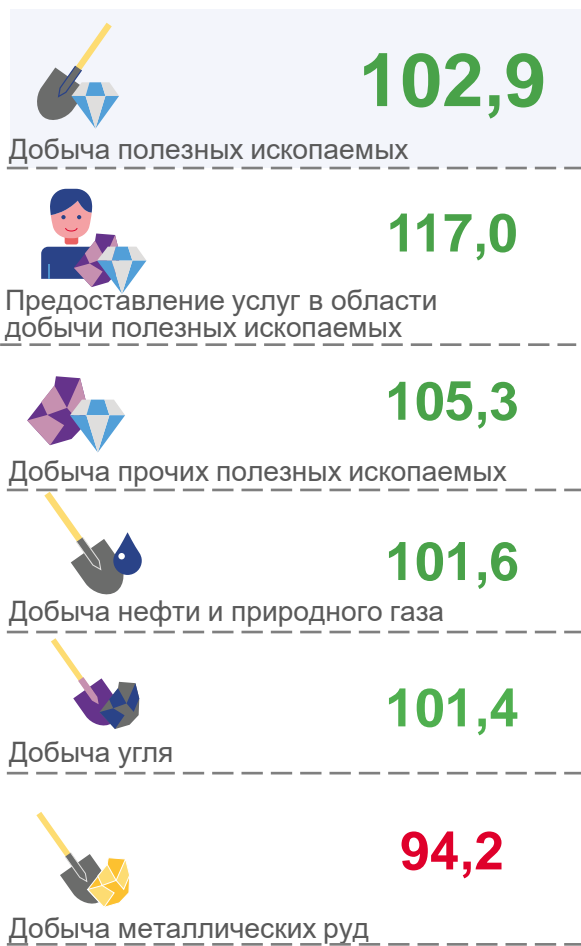 102,9
Добыча полезных ископаемых
117,0
Предоставление услуг в области
добычи полезных ископаемых
105,3
Добыча прочих полезных ископаемых
101,6
Добыча нефти и природного газа
101,4
Добыча угля
94,2
Добыча металлических руд